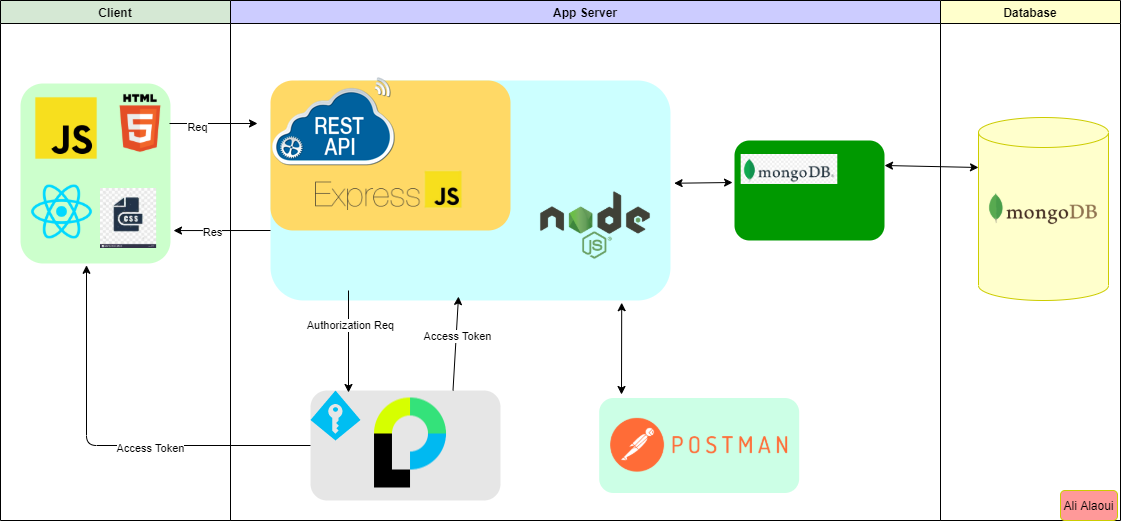 Client
App Server
Database
JS
HTML
5
CSS
REST
API
Express
JS
Req
Res
node
JS
mongoDB
mongoDB
Authorization Req
Access Token
Access Token
POSTMAN
Ali Alaoui